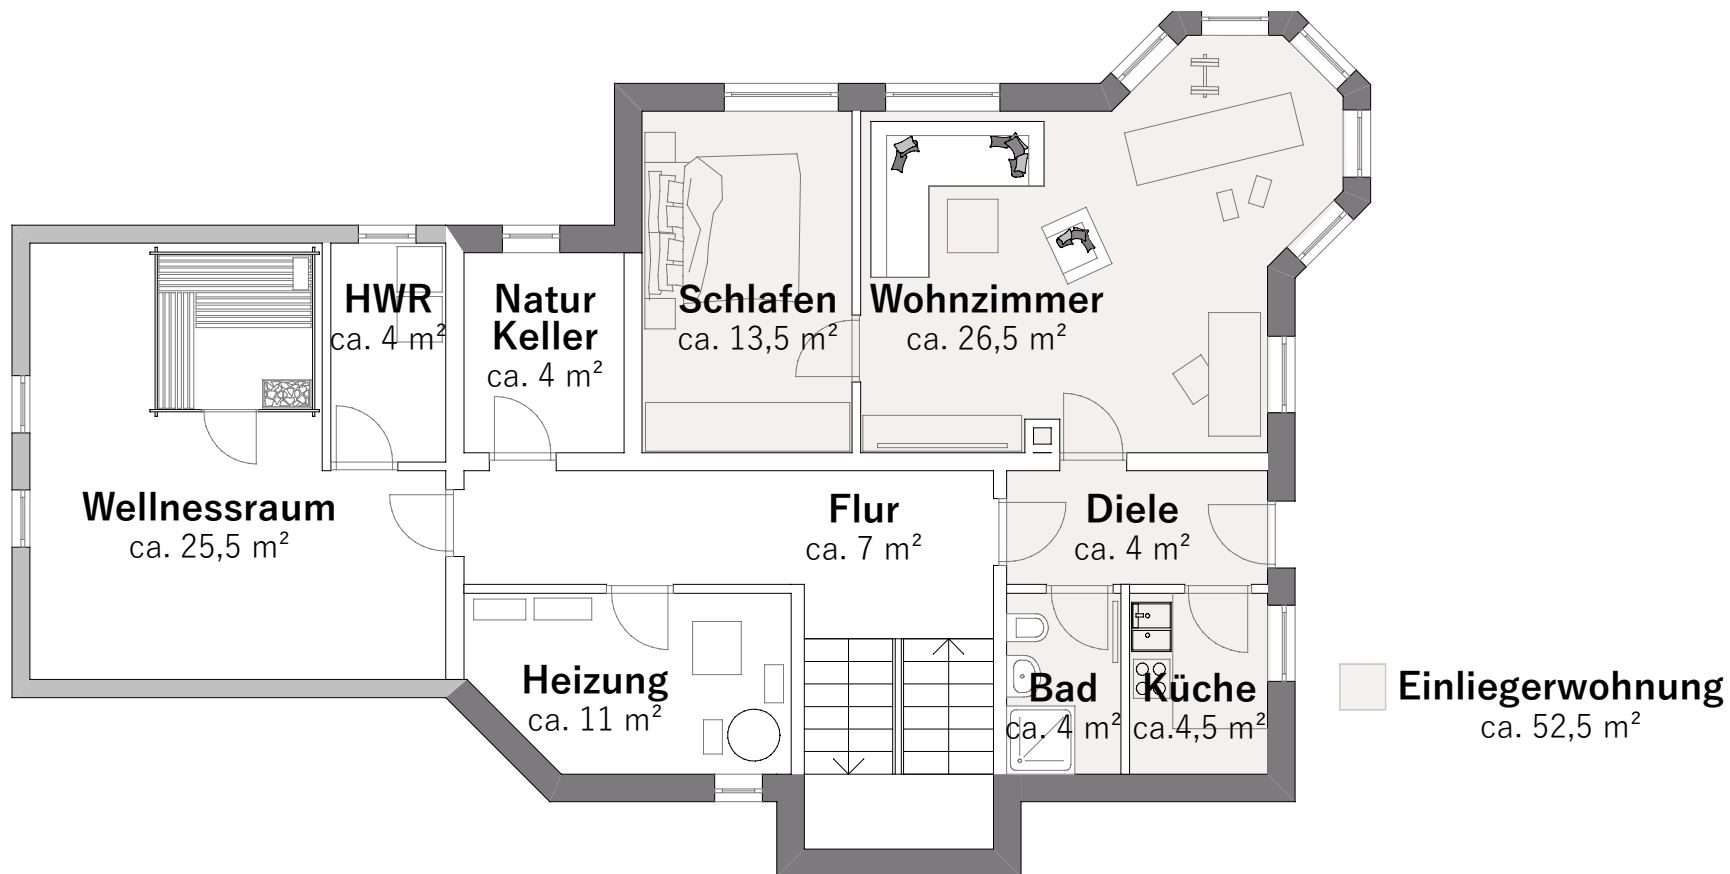 HWR
ca. 4 m²
Natur
Keller
ca. 4 m²
Schlafen
ca. 13,5 m²
Wohnzimmer
ca. 26,5 m²
Wellnessraum
ca. 25,5 m²
Flur
ca. 7 m²
Diele
ca. 4 m²
Heizung
ca. 11 m²
Bad
ca. 4 m²
Küche
ca.4,5 m²
Einliegerwohnung
ca. 52,5 m²